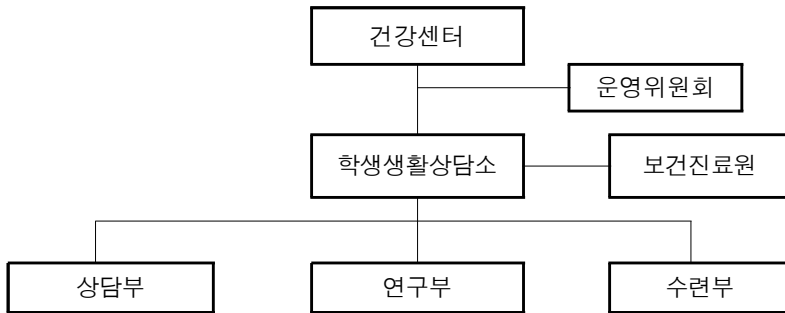 건강센터
운영위원회
학생생활상담소
보건진료원
상담부
연구부
수련부